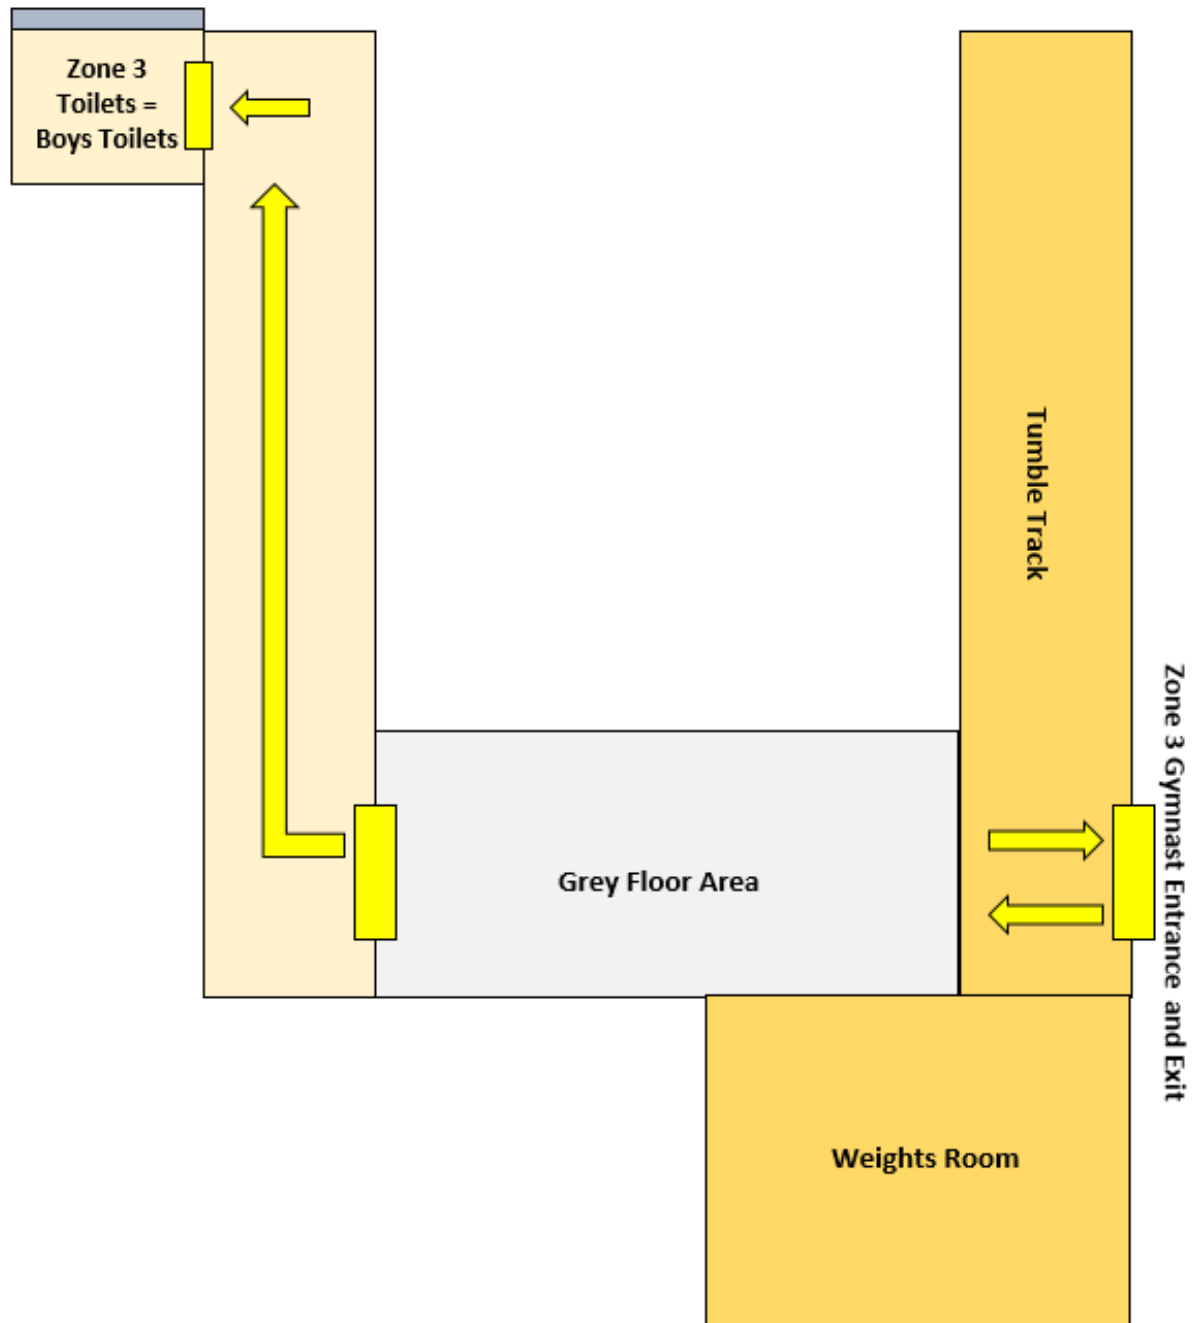 Zone 3
Toilets =
Boys Toilets
Tumble Track
Zone 3 Gymnast Entrance and Exit
Grey Floor Area
Weights Room